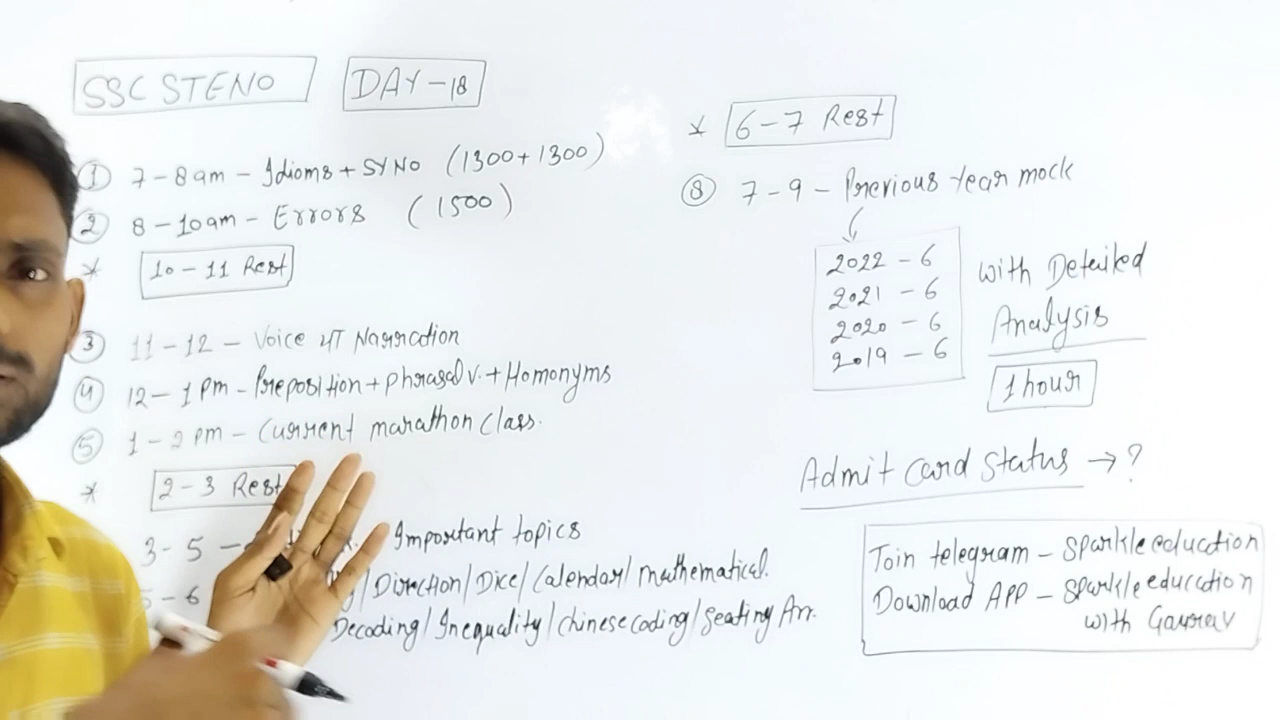 SSC STENO
DAY-18
① 7-8am - Idioms + SYNO (1300+1300)
② 8-10am - Errors (1500)
* 10-11 Rest
③ 11-12 - Voice या Narration
④ 12-1 pm - Preposition + phrasal v. + Homonyms
⑤ 1-2 pm - Current marathon Class.
* 2-3 Rest
3-5 - Important topics
5-6 / Direction / Dice / Calendar / mathematical.
Decoding / Inequality / chinese coding / Seating Arr.
* 6-7 Rest
⑧ 7-9 - Previous Year mock
2022 - 6
2021 - 6
2020 - 6
2019 - 6
with Detailed
Analysis
1 hour
Admit card status → ?
Join telegram - sparkle education
Download APP - sparkle education
with Gaurav